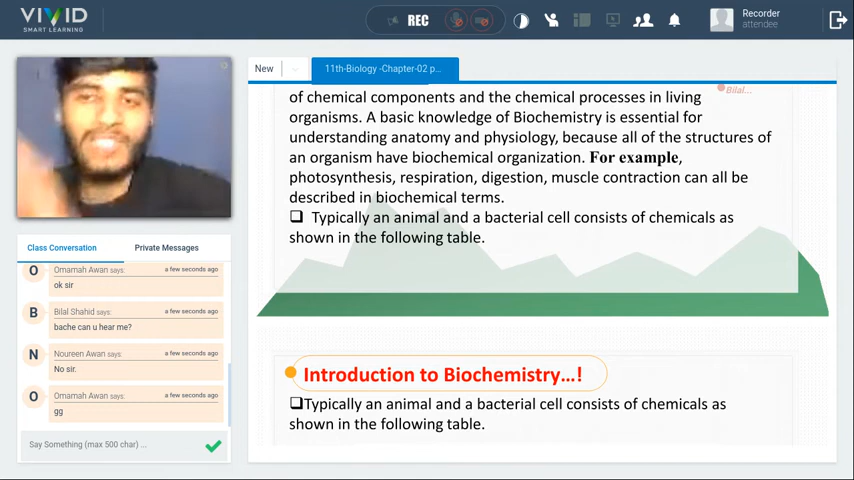 VIVID
SMART LEARNING
REC
Recorder
attendee
New
11th-Biology -Chapter-02 p...
Bilal...
of chemical components and the chemical processes in living
organisms. A basic knowledge of Biochemistry is essential for
understanding anatomy and physiology, because all of the structures of
an organism have biochemical organization. For example,
photosynthesis, respiration, digestion, muscle contraction can all be
described in biochemical terms.
❑ Typically an animal and a bacterial cell consists of chemicals as
shown in the following table.
Introduction to Biochemistry...!
❑Typically an animal and a bacterial cell consists of chemicals as
shown in the following table.
Class Conversation
Private Messages
O
Omamah Awan says:
a few seconds ago
ok sir
B
Bilal Shahid says:
a few seconds ago
bache can u hear me?
N
Noureen Awan says:
a few seconds ago
No sir.
O
Omamah Awan says:
a few seconds ago
gg
Say Something (max 500 char) ...